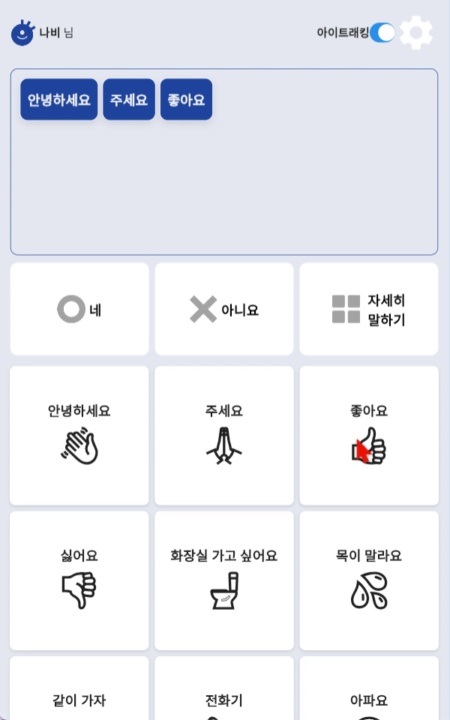 나비 님
아이트래킹
안녕하세요 주세요 좋아요
네
아니요
자세히
말하기
안녕하세요
주세요
좋아요
싫어요
화장실 가고 싶어요
목이 말라요
같이 가자
전화기
아파요